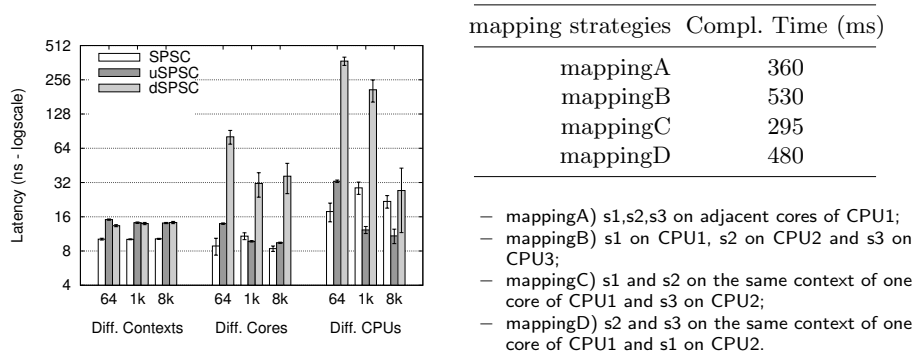 Latency (ns - logscale)
512
256
128
64
32
16
8
4
SPSC
uSPSC
dSPSC
64 1k 8k 64 1k 8k 64 1k 8k
Diff. Contexts Diff. Cores Diff. CPUs
mapping strategies Compl. Time (ms)
mappingA 360
mappingB 530
mappingC 295
mappingD 480
– mappingA) s1,s2,s3 on adjacent cores of CPU1;
– mappingB) s1 on CPU1, s2 on CPU2 and s3 on
CPU3;
– mappingC) s1 and s2 on the same context of one
core of CPU1 and s3 on CPU2;
– mappingD) s2 and s3 on the same context of one
core of CPU1 and s1 on CPU2.